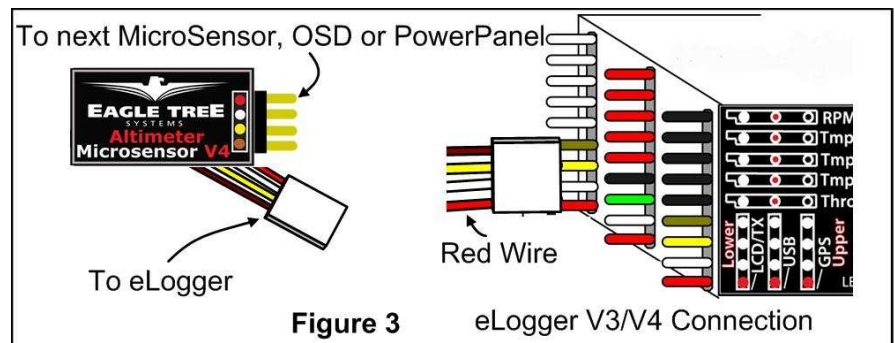 To next MicroSensor, OSD or PowerPanel
EAGLE TREE
SYSTEMS
Altimeter
Microsensor V4
To eLogger
Red Wire
RPM
Tmp
Tmp
Tmp
Thro
Lower
/LCD/TX
/USB
/GPS
Upper
LE
Figure 3
eLogger V3/V4 Connection